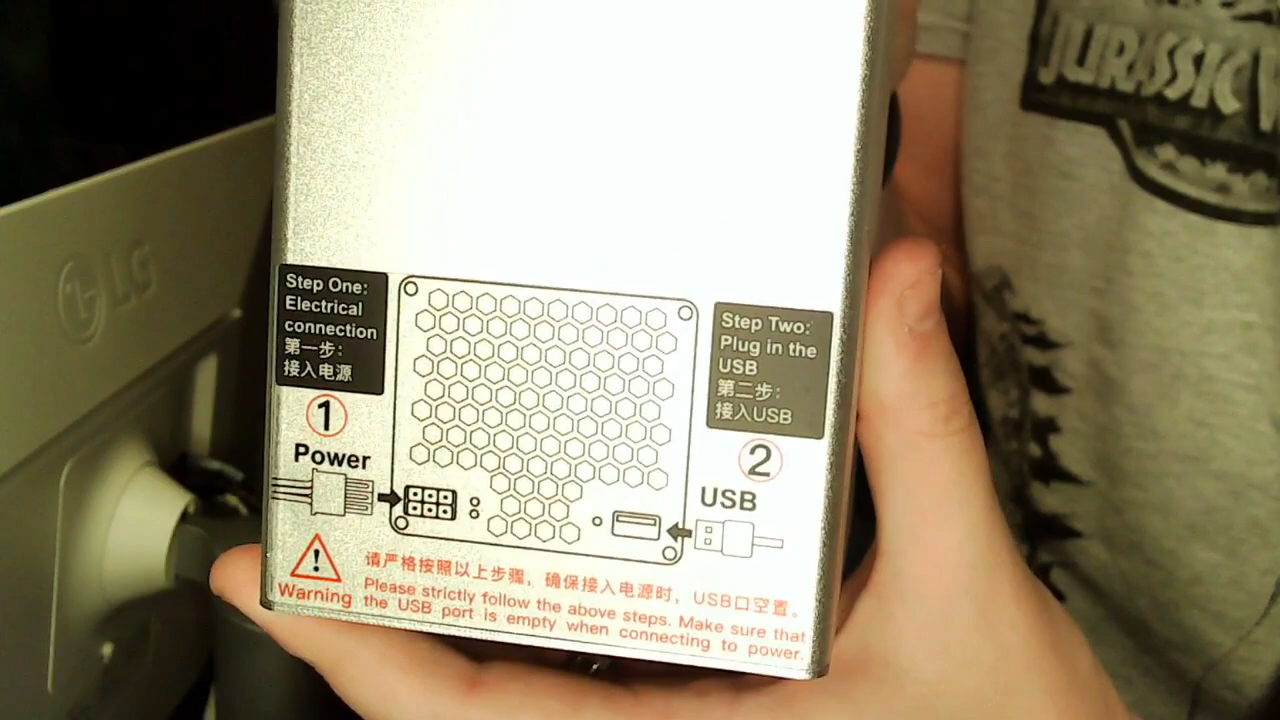 JURASSIC W
LG
Step One:
Electrical
connection
第一步:
接入电源
1
Power
Step Two:
Plug in the
USB
第二步:
接入USB
2
USB
Warning
请严格按照以上步骤,确保接入电源时,USB口空置。
Please strictly follow the above steps. Make sure that
the USB port is empty when connecting to power.